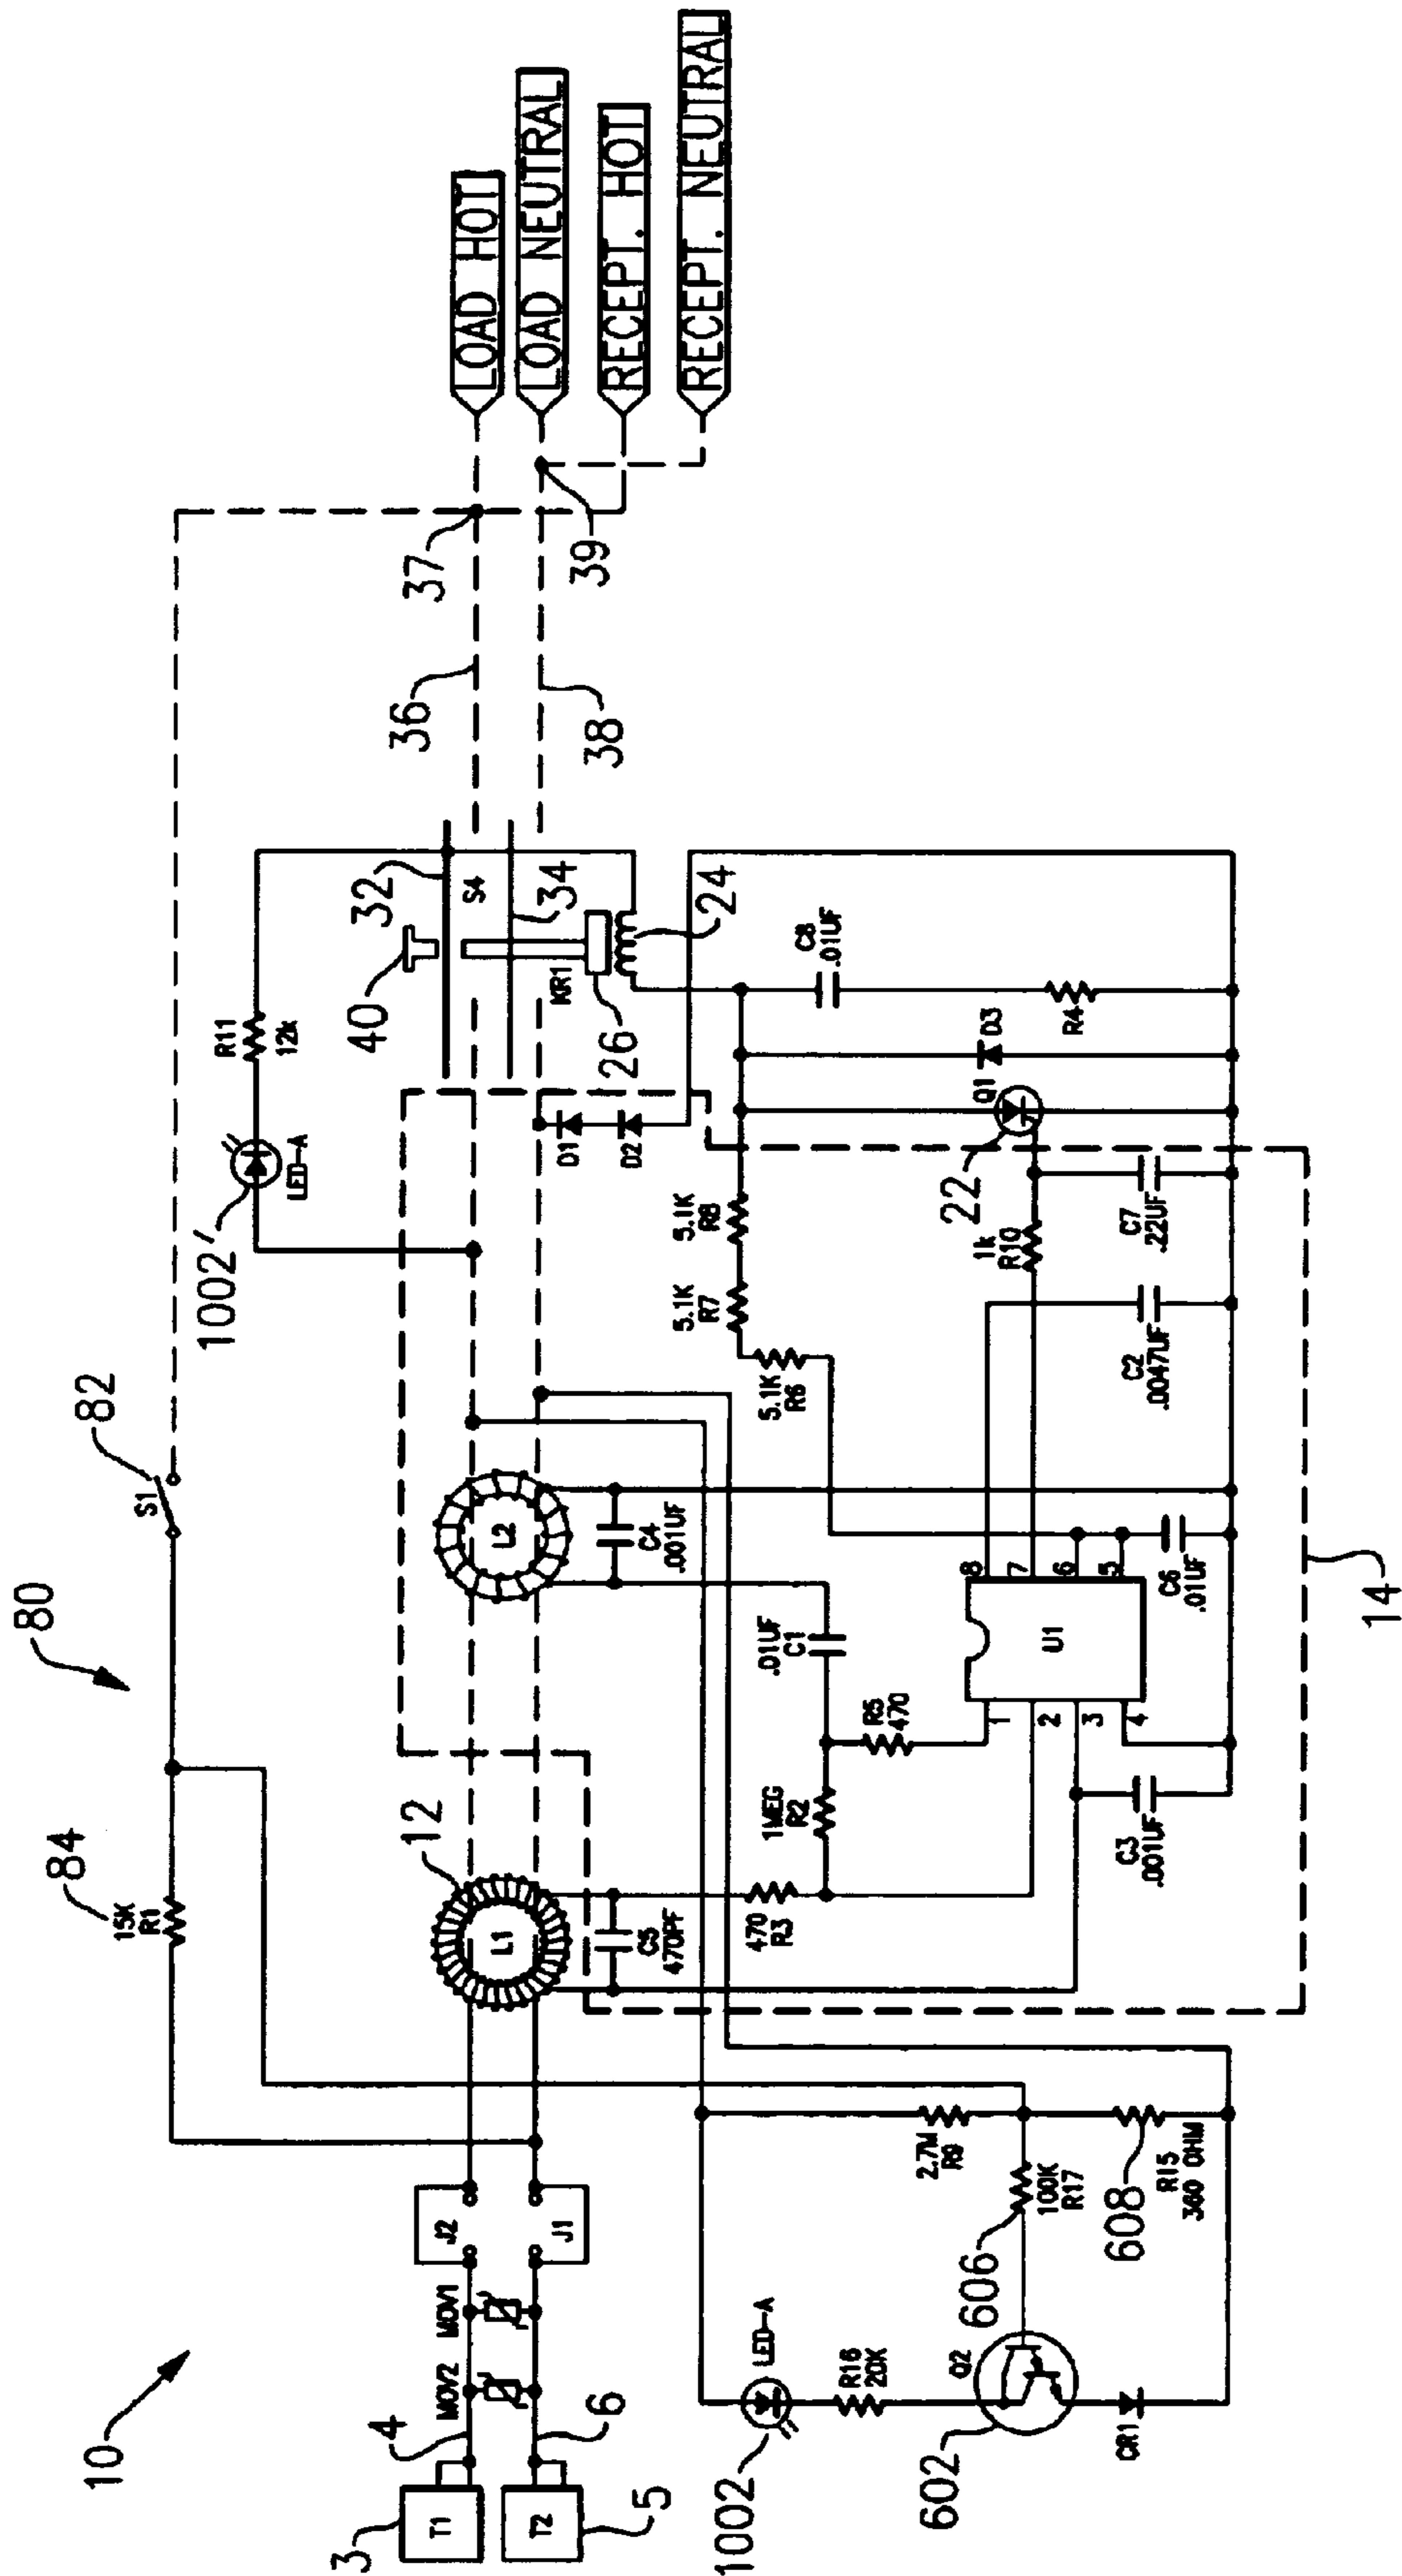 10
80
3
T1
4
T2
5
6
MOV2
MOV1
J2
J1
84
15K
R1
S1
82
12
L1
L2
C5
470PF
C4
.001UF
470
R3
1MEG
R2
.01UF
C1
R5
470
U1
1
2
3
4
8
7
6
5
C3
.001UF
C6
.01UF
C2
.0047UF
C7
.22UF
1k
R10
5.1K
R6
5.1K
R7
5.1K
R8
22
Q1
D1
D2
D3
R4
C8
.01UF
14
1002'
LED-A
R11
12k
40
32
S4
34
KR1
26
24
36
38
37
39
LOAD HOT
LOAD NEUTRAL
RECEPT. HOT
RECEPT. NEUTRAL
1002
LED-A
R16
20K
Q2
602
CR1
606
100K
R17
2.7M
R9
608
R15
360 OHM